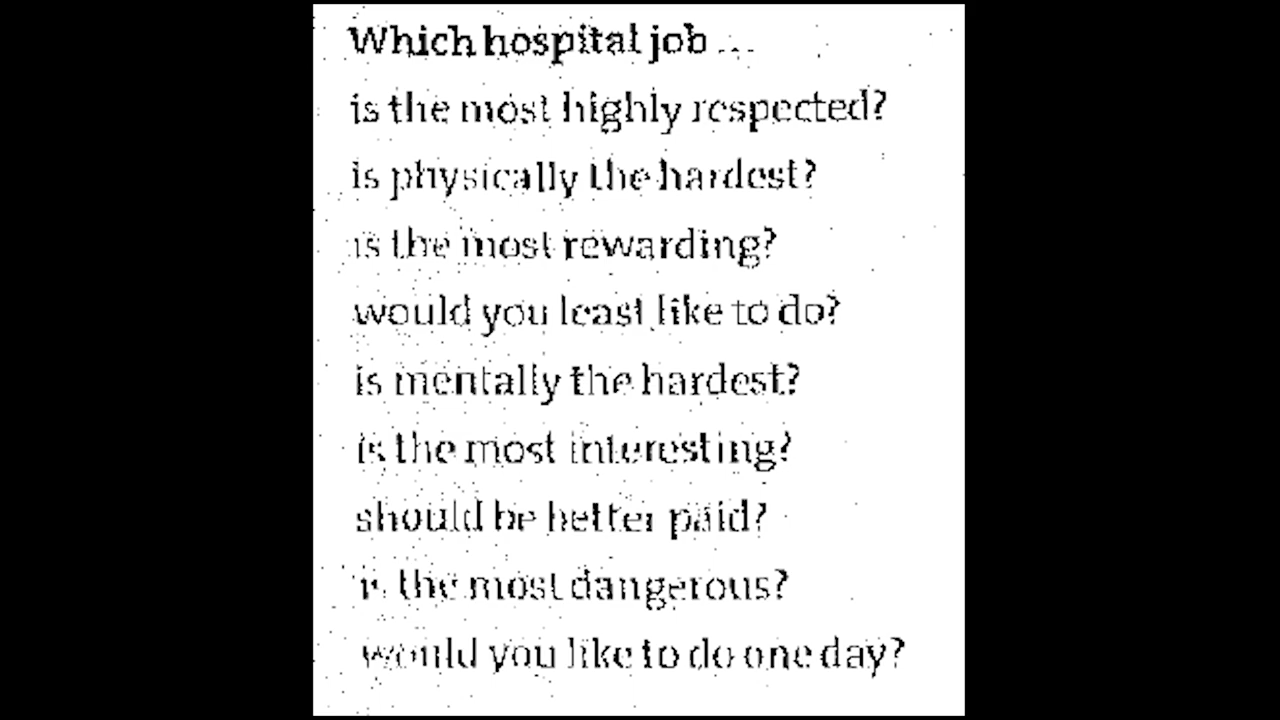 Which hospital job ...
is the most highly respected?
is physically the hardest?
is the most rewarding?
would you least like to do?
is mentally the hardest?
is the most interesting?
should be better paid?
is the most dangerous?
would you like to do one day?